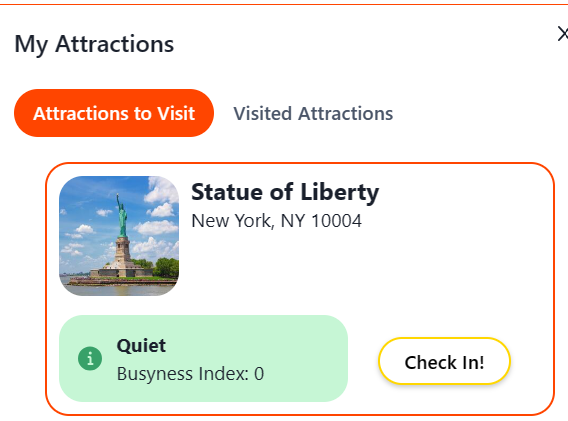 My Attractions
Attractions to Visit
Visited Attractions
Statue of Liberty
New York, NY 10004
Quiet
Busyness Index: 0
Check In!